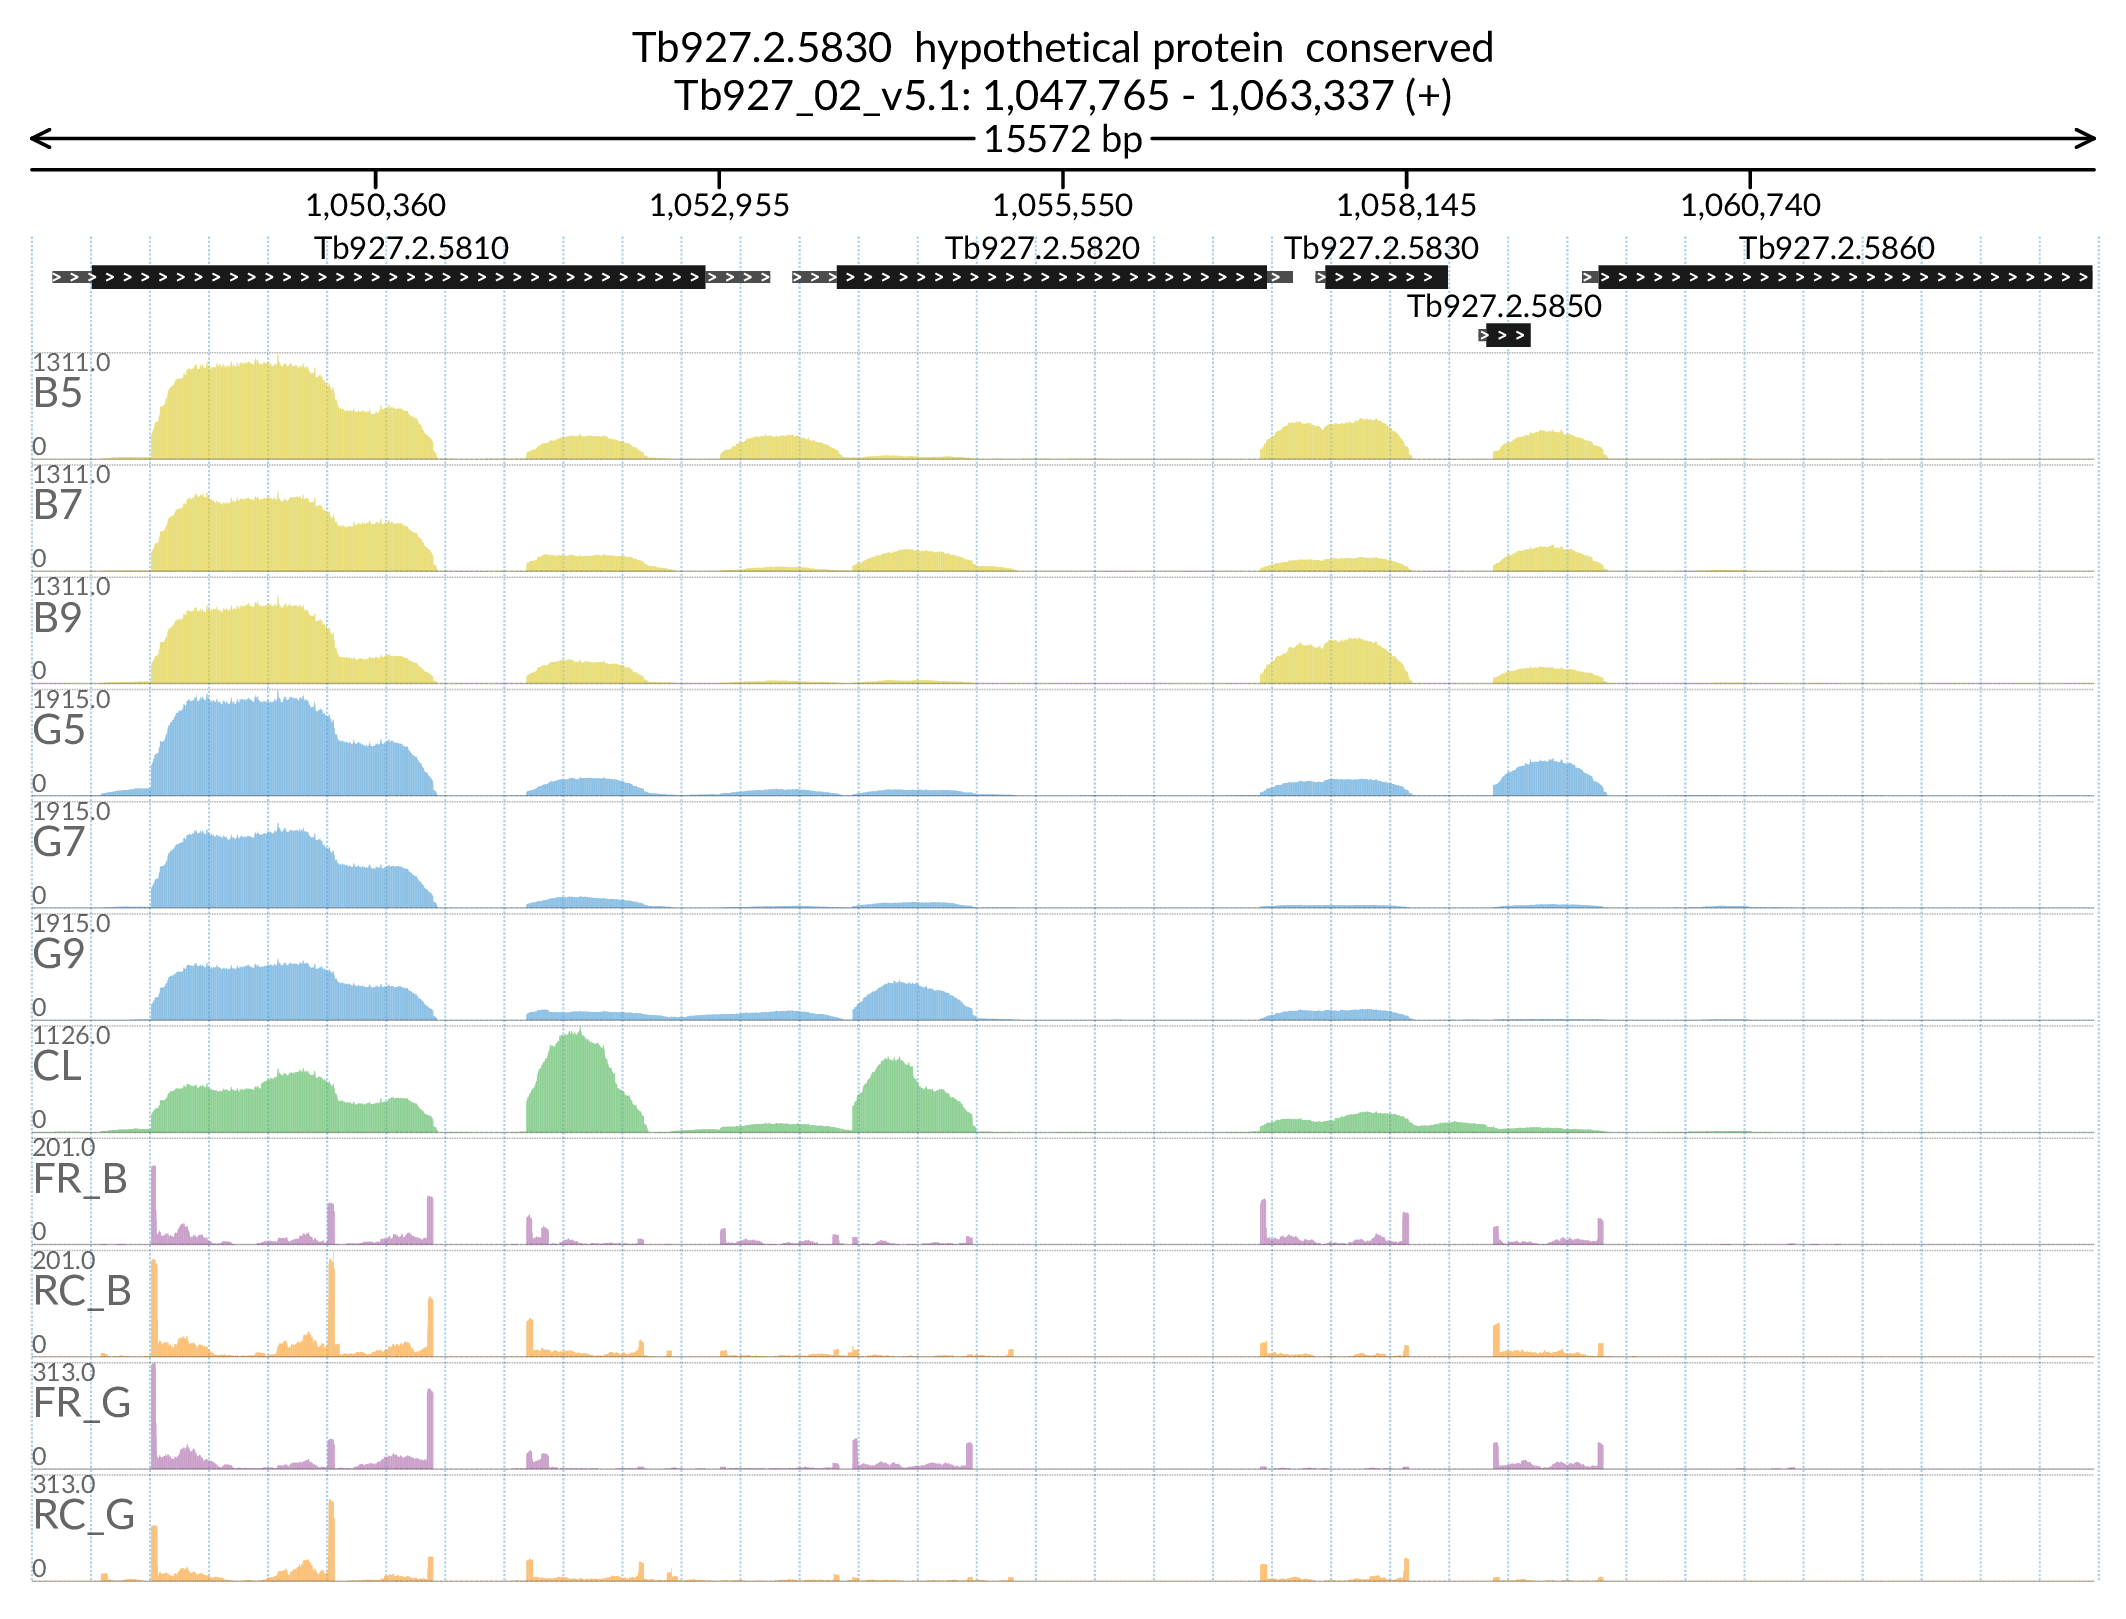 Tb927.2.5830 hypothetical protein conserved
Tb927_02_v5.1: 1,047,765 - 1,063,337 (+)
15572 bp
1,050,360 1,052,955 1,055,550 1,058,145 1,060,740
Tb927.2.5810 Tb927.2.5820 Tb927.2.5830 Tb927.2.5860
Tb927.2.5850
1311.0
B5
0
1311.0
B7
0
1311.0
B9
0
1915.0
G5
0
1915.0
G7
0
1915.0
G9
0
1126.0
CL
0
201.0
FR_B
0
201.0
RC_B
0
313.0
FR_G
0
313.0
RC_G
0